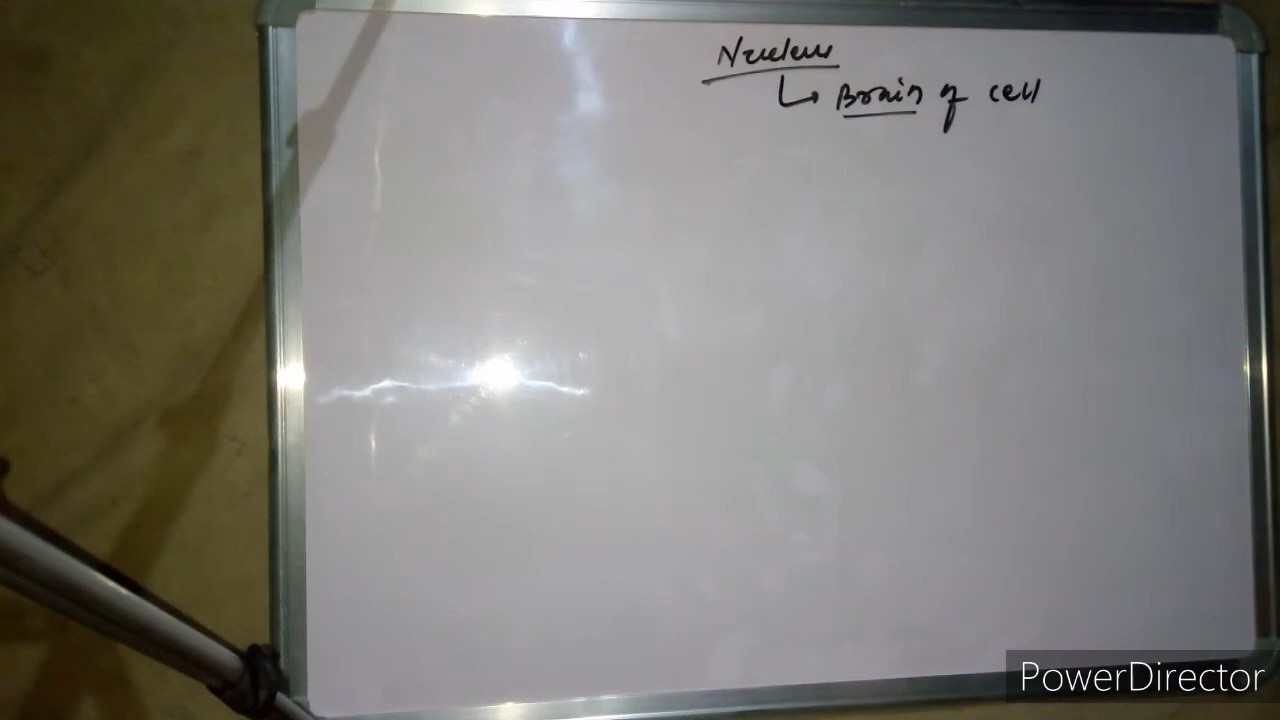 Nucleus
↳ Brain of cell
PowerDirector